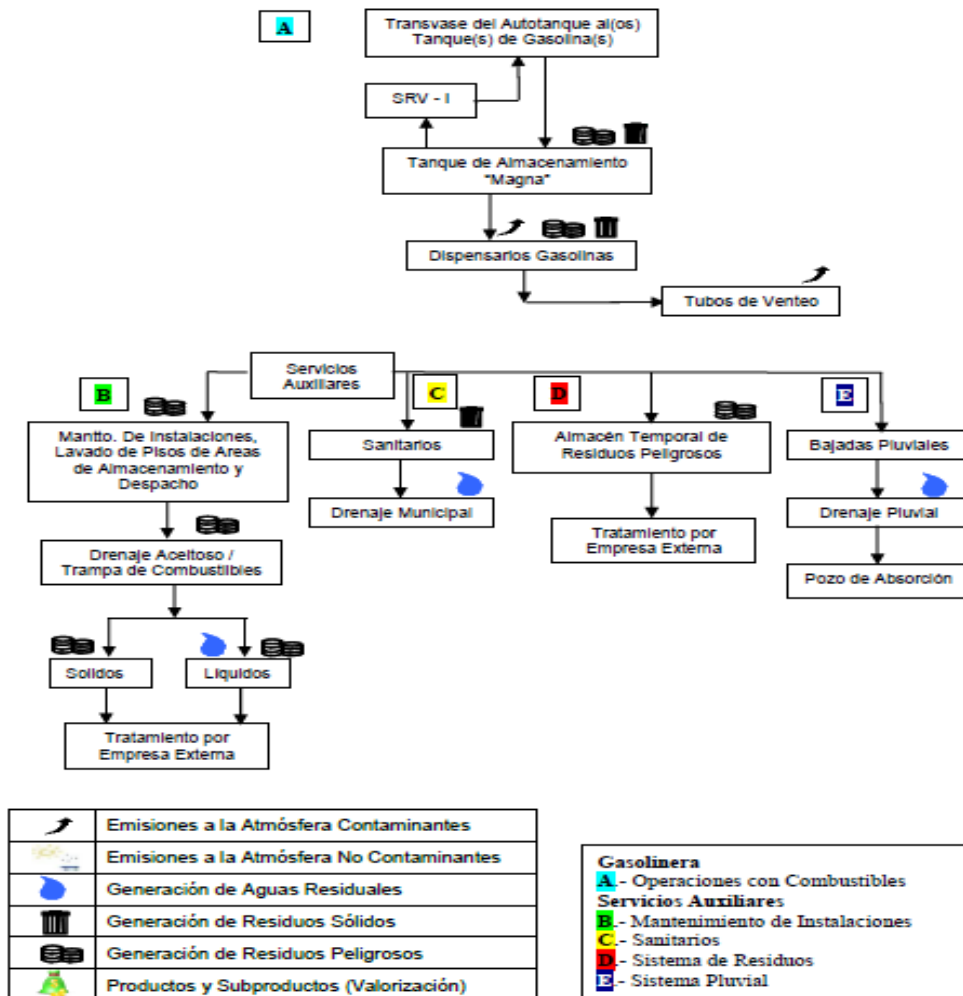 A
Transvase del Autotanque al(os)
Tanque(s) de Gasolina(s)
SRV - I
Tanque de Almacenamiento
"Magna"
Dispensarios Gasolinas
Tubos de Venteo
Servicios
Auxiliares
B
C
D
E
Mantto. De Instalaciones,
Lavado de Pisos de Areas
de Almacenamiento y
Despacho
Sanitarios
Almacén Temporal de
Residuos Peligrosos
Bajadas Pluviales
Drenaje Municipal
Drenaje Pluvial
Drenaje Aceitoso /
Trampa de Combustibles
Tratamiento por
Empresa Externa
Pozo de Absorción
Solidos
Liquidos
Tratamiento por
Empresa Externa
Emisiones a la Atmósfera Contaminantes
Emisiones a la Atmósfera No Contaminantes
Generación de Aguas Residuales
Generación de Residuos Sólidos
Generación de Residuos Peligrosos
Productos y Subproductos (Valorización)
Gasolinera
A.- Operaciones con Combustibles
Servicios Auxiliares
B.- Mantenimiento de Instalaciones
C.- Sanitarios
D.- Sistema de Residuos
E.- Sistema Pluvial